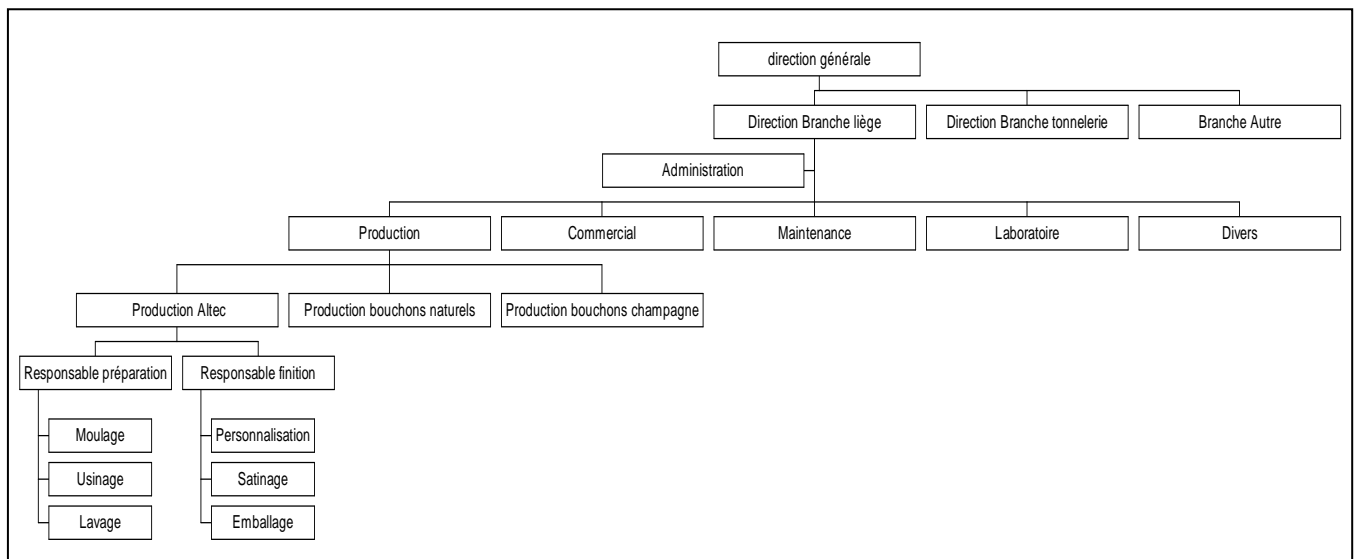 direction générale
Direction Branche liège
Direction Branche tonnelerie
Branche Autre
Administration
Production
Commercial
Maintenance
Laboratoire
Divers
Production Altec
Production bouchons naturels
Production bouchons champagne
Responsable préparation
Responsable finition
Moulage
Personnalisation
Usinage
Satinage
Lavage
Emballage